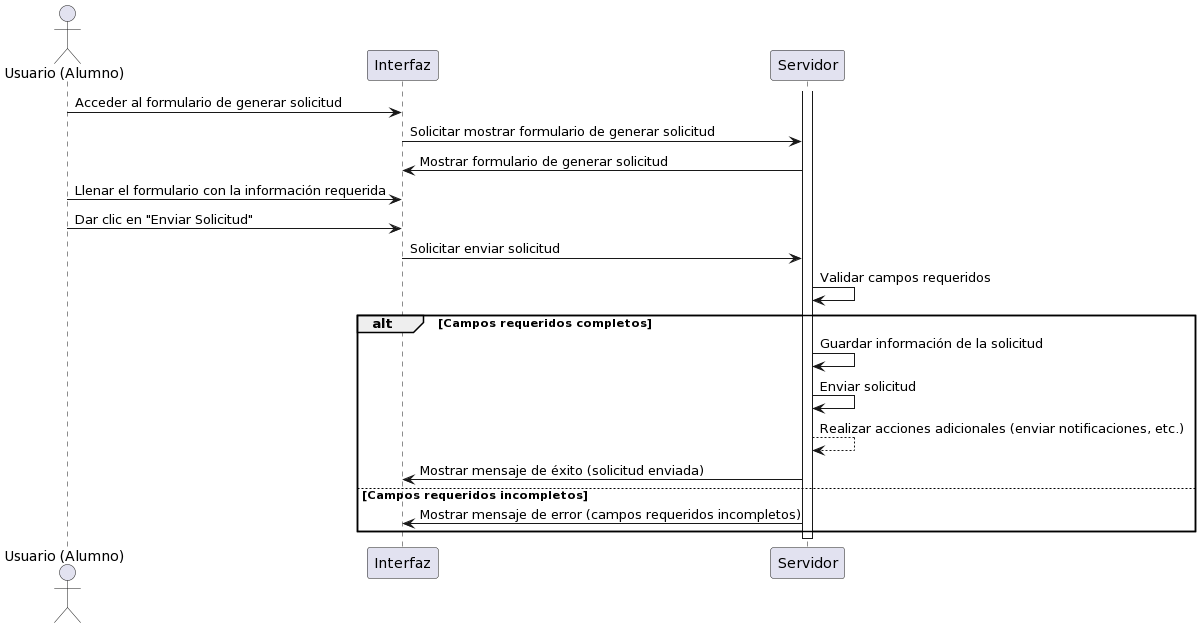 Usuario (Alumno)
Interfaz
Servidor
Acceder al formulario de generar solicitud
Solicitar mostrar formulario de generar solicitud
Mostrar formulario de generar solicitud
Llenar el formulario con la información requerida
Dar clic en "Enviar Solicitud"
Solicitar enviar solicitud
Validar campos requeridos
alt [Campos requeridos completos]
Guardar información de la solicitud
Enviar solicitud
Realizar acciones adicionales (enviar notificaciones, etc.)
Mostrar mensaje de éxito (solicitud enviada)
[Campos requeridos incompletos]
Mostrar mensaje de error (campos requeridos incompletos)
Usuario (Alumno)
Interfaz
Servidor